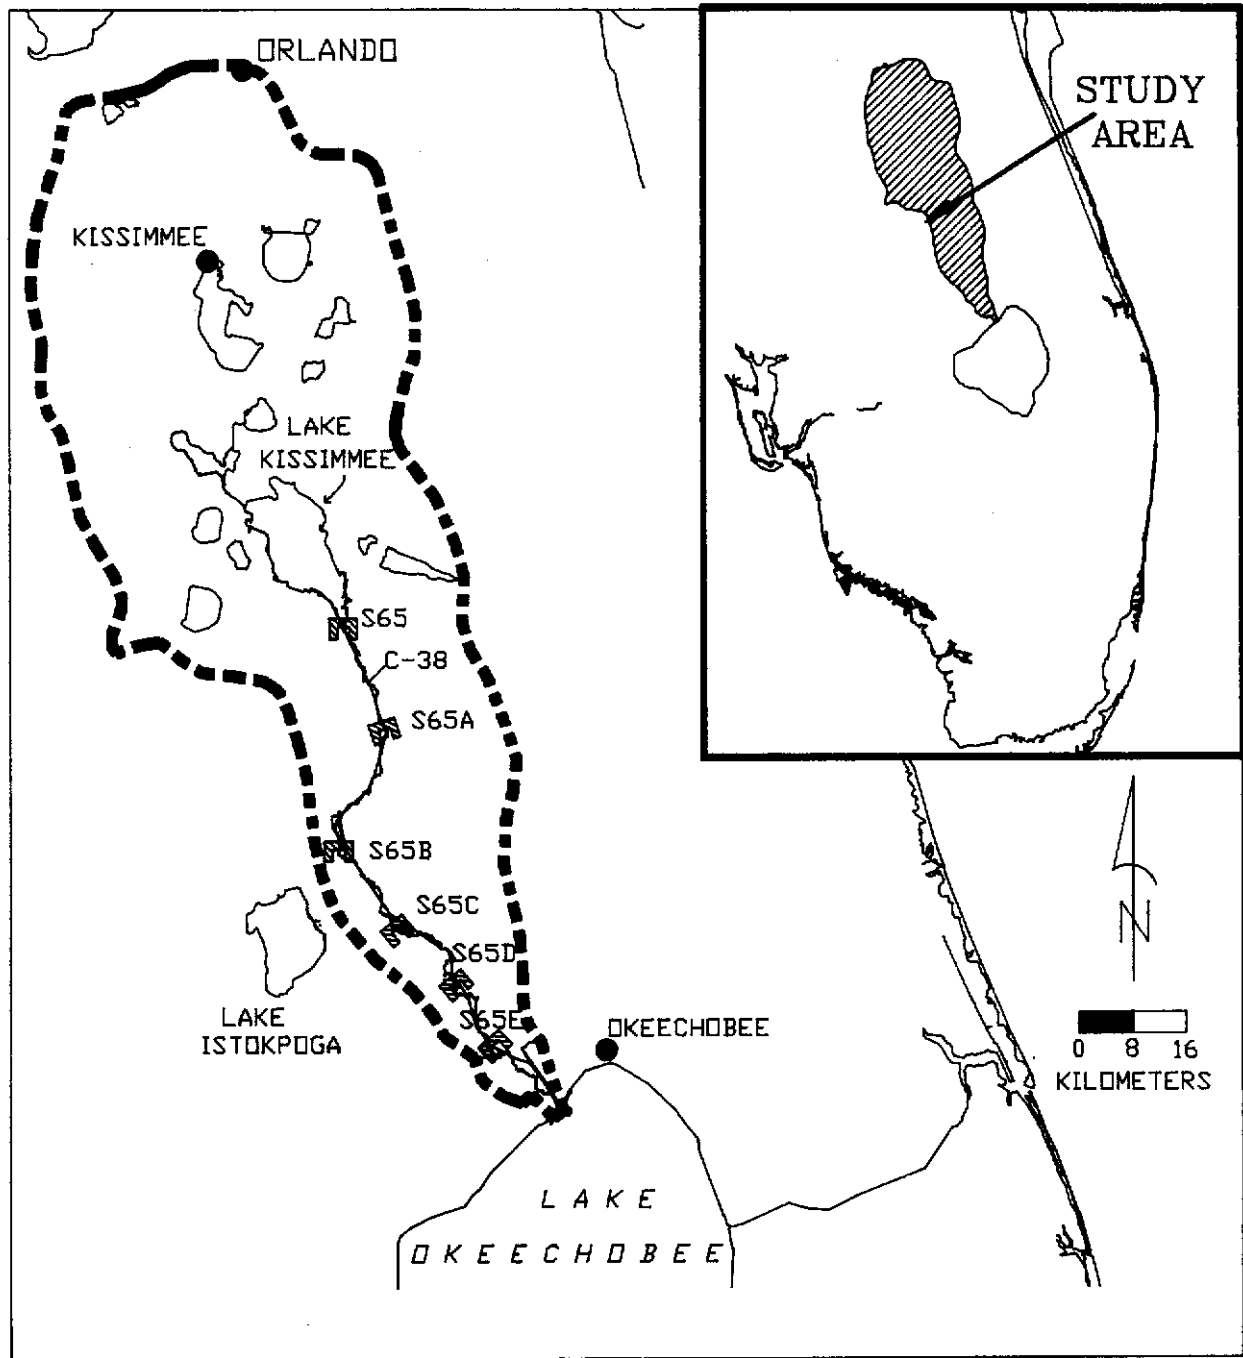 ORLANDO
STUDY
AREA
KISSIMMEE
LAKE
KISSIMMEE
S65
C-38
S65A
S65B
S65C
S65D
S65E
LAKE
ISTOKPOGA
OKEECHOBEE
N
0 8 16
KILOMETERS
LAKE
OKEECHOBEE